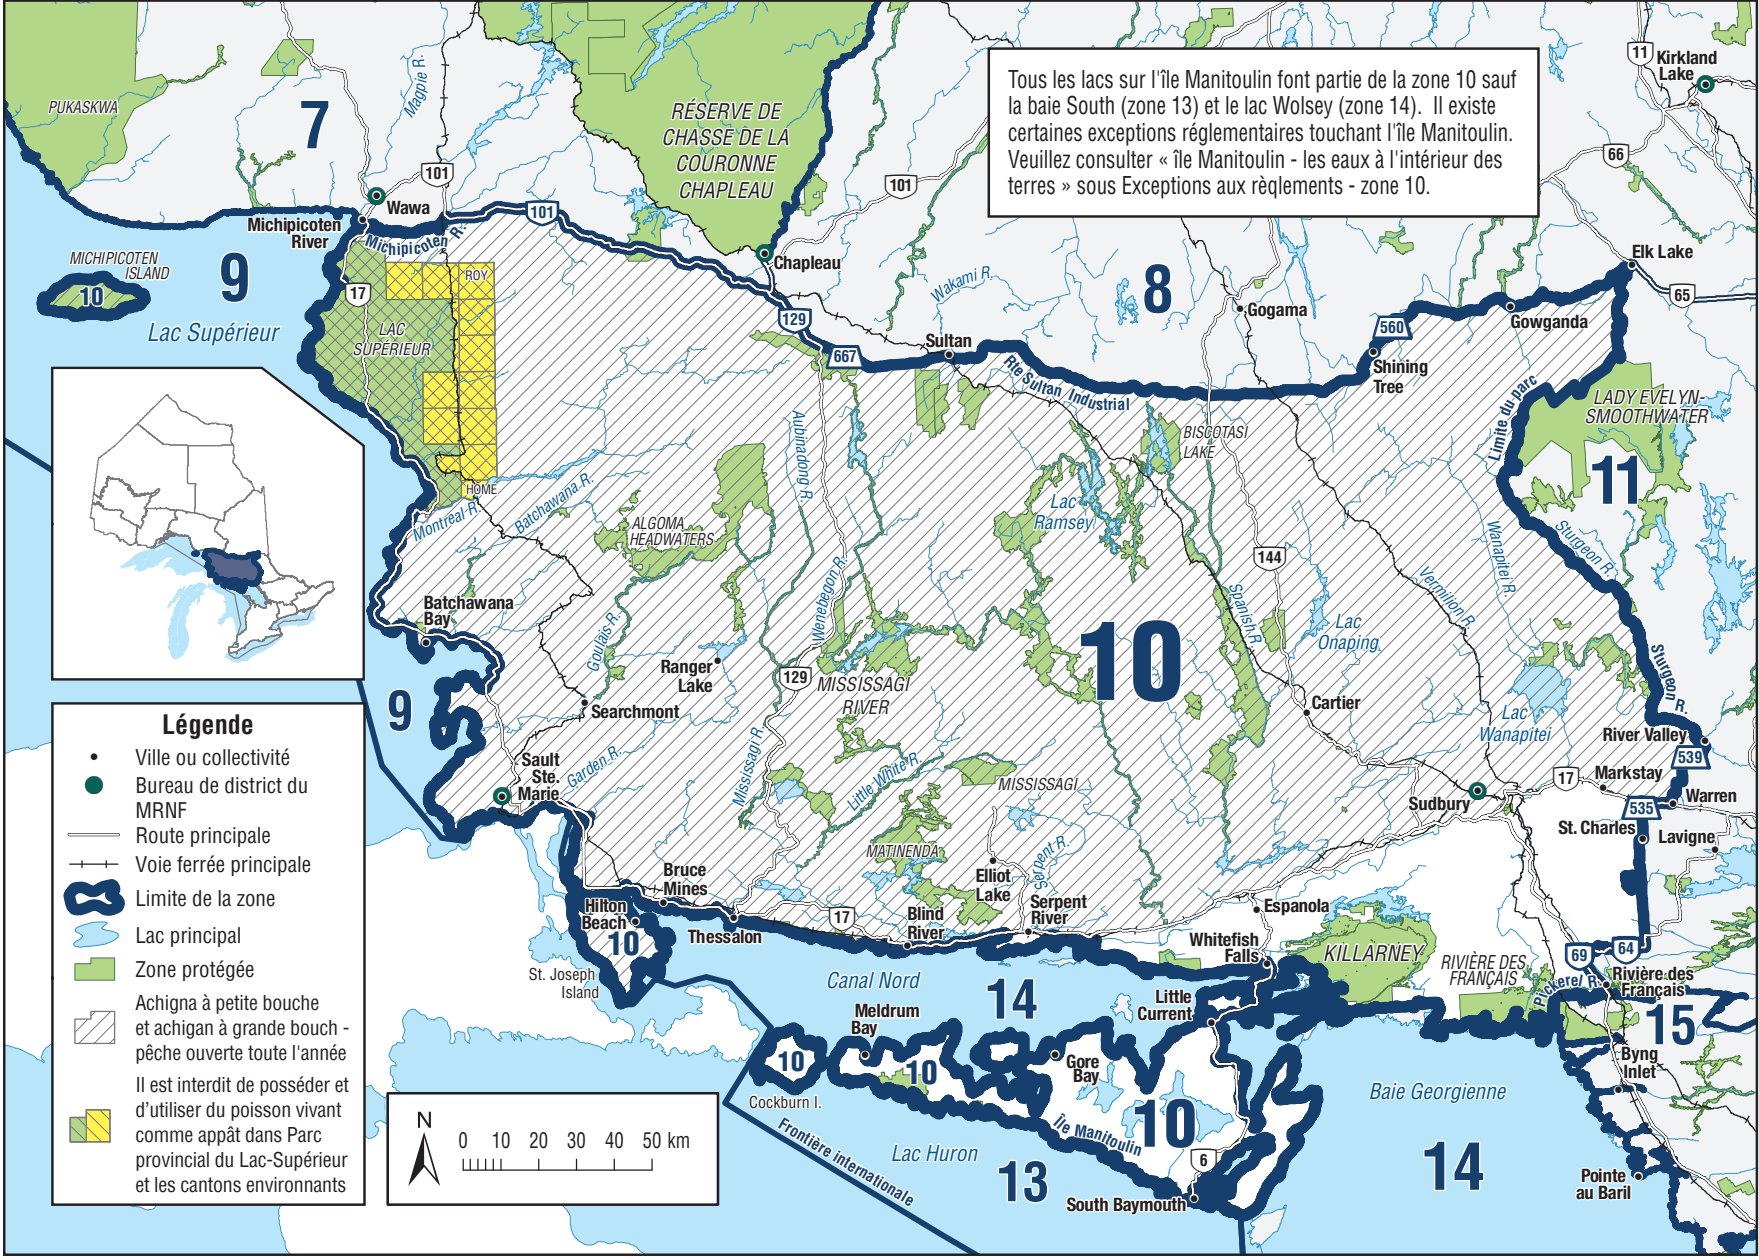 Tous les lacs sur l'île Manitoulin font partie de la zone 10 sauf
la baie South (zone 13) et le lac Wolsey (zone 14).  Il existe
certaines exceptions réglementaires touchant l'île Manitoulin.
Veuillez consulter « île Manitoulin - les eaux à l'intérieur des
terres » sous Exceptions aux rèqlements - zone 10.
PUKASKWA
7
Magpie R.
101
RÉSERVE DE
CHASSE DE LA
COURONNE
CHAPLEAU
101
11
Kirkland
Lake
66
Wawa
Michipicoten
River
Michipicoten R.
101
MICHIPICOTEN
ISLAND
10
9
Lac Supérieur
17
ROY
LAC
SUPÉRIEUR
HOME
Chapleau
129
667
Wakami R.
8
Sultan
Rte Sultan Industrial
Gogama
560
Shining
Tree
Gowganda
Elk Lake
65
Limite du parc
LADY EVELYN-
SMOOTHWATER
11
BISCOTASI
LAKE
Aubinadong R.
Montreal R.
Batchawana R.
ALGOMA
HEADWATERS
Lac
Ramsey
Wenebegon R.
144
Wanapitei R.
Sturgeon R.
Vermilion R.
Spanish R.
Lac
Onaping
Batchawana
Bay
Goulais R.
Ranger
Lake
129
MISSISSAGI
RIVER
10
Searchmont
Cartier
Sturgeon R.
Lac
Wanapitei
River Valley
539
9
Sault
Ste.
Marie
Garden R.
Mississagi R.
Little White R.
MISSISSAGI
Sudbury
17
Markstay
Warren
535
St. Charles
Lavigne
MATINENDA
Elliot
Lake
Serpent R.
Bruce
Mines
Hilton
Beach
10
Thessalon
17
Blind
River
Serpent
River
Espanola
Whitefish
Falls
KILLARNEY
RIVIÈRE DES
FRANÇAIS
69
64
Pickerel R.
Rivière des
Français
15
St. Joseph
Island
Canal Nord
14
Little
Current
Meldrum
Bay
10
10
Gore
Bay
Cockburn I.
Île Manitoulin
10
6
Byng
Inlet
Baie Georgienne
14
Frontière internationale
Lac Huron
13
South Baymouth
Pointe
au Baril
Légende
Ville ou collectivité
Bureau de district du
MRNF
Route principale
Voie ferrée principale
Limite de la zone
Lac principal
Zone protégée
Achigna à petite bouche
et achigan à grande bouch -
pêche ouverte toute l'année
Il est interdit de posséder et
d'utiliser du poisson vivant
comme appât dans Parc
provincial du Lac-Supérieur
et les cantons environnants
N
0 10 20 30 40 50 km